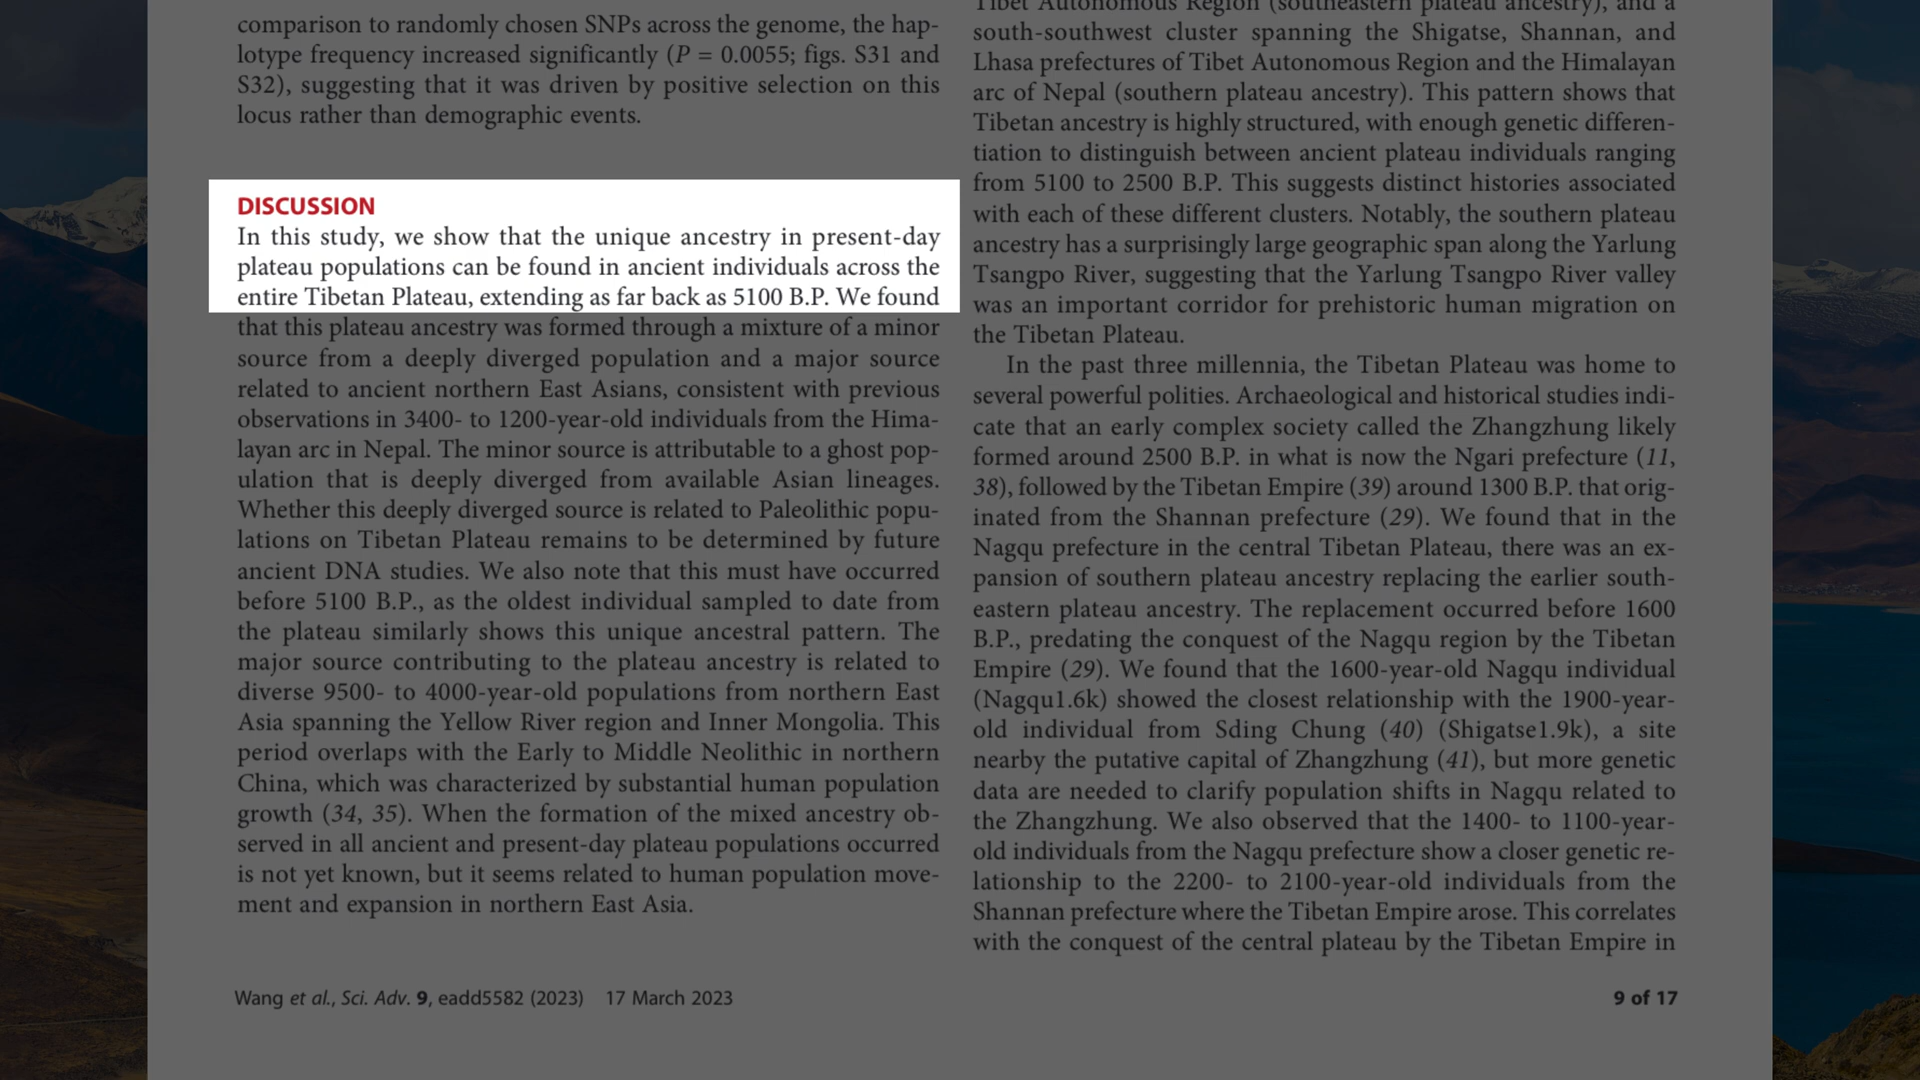 comparison to randomly chosen SNPs across the genome, the hap-
lotype frequency increased significantly (P = 0.0055; figs. S31 and
S32), suggesting that it was driven by positive selection on this
locus rather than demographic events.
DISCUSSION
In this study, we show that the unique ancestry in present-day
plateau populations can be found in ancient individuals across the
entire Tibetan Plateau, extending as far back as 5100 B.P. We found
that this plateau ancestry was formed through a mixture of a minor
source from a deeply diverged population and a major source
related to ancient northern East Asians, consistent with previous
observations in 3400- to 1200-year-old individuals from the Hima-
layan arc in Nepal. The minor source is attributable to a ghost pop-
ulation that is deeply diverged from available Asian lineages.
Whether this deeply diverged source is related to Paleolithic popu-
lations on Tibetan Plateau remains to be determined by future
ancient DNA studies. We also note that this must have occurred
before 5100 B.P., as the oldest individual sampled to date from
the plateau similarly shows this unique ancestral pattern. The
major source contributing to the plateau ancestry is related to
diverse 9500- to 4000-year-old populations from northern East
Asia spanning the Yellow River region and Inner Mongolia. This
period overlaps with the Early to Middle Neolithic in northern
China, which was characterized by substantial human population
growth (34, 35). When the formation of the mixed ancestry ob-
served in all ancient and present-day plateau populations occurred
is not yet known, but it seems related to human population move-
ment and expansion in northern East Asia.
Tibet Autonomous Region (southeastern plateau ancestry), and a
south-southwest cluster spanning the Shigatse, Shannan, and
Lhasa prefectures of Tibet Autonomous Region and the Himalayan
arc of Nepal (southern plateau ancestry). This pattern shows that
Tibetan ancestry is highly structured, with enough genetic differen-
tiation to distinguish between ancient plateau individuals ranging
from 5100 to 2500 B.P. This suggests distinct histories associated
with each of these different clusters. Notably, the southern plateau
ancestry has a surprisingly large geographic span along the Yarlung
Tsangpo River, suggesting that the Yarlung Tsangpo River valley
was an important corridor for prehistoric human migration on
the Tibetan Plateau.
In the past three millennia, the Tibetan Plateau was home to
several powerful polities. Archaeological and historical studies indi-
cate that an early complex society called the Zhangzhung likely
formed around 2500 B.P. in what is now the Ngari prefecture (11,
38), followed by the Tibetan Empire (39) around 1300 B.P. that orig-
inated from the Shannan prefecture (29). We found that in the
Nagqu prefecture in the central Tibetan Plateau, there was an ex-
pansion of southern plateau ancestry replacing the earlier south-
eastern plateau ancestry. The replacement occurred before 1600
B.P., predating the conquest of the Nagqu region by the Tibetan
Empire (29). We found that the 1600-year-old Nagqu individual
(Nagqu1.6k) showed the closest relationship with the 1900-year-
old individual from Sding Chung (40) (Shigatse1.9k), a site
nearby the putative capital of Zhangzhung (41), but more genetic
data are needed to clarify population shifts in Nagqu related to
the Zhangzhung. We also observed that the 1400- to 1100-year-
old individuals from the Nagqu prefecture show a closer genetic re-
lationship to the 2200- to 2100-year-old individuals from the
Shannan prefecture where the Tibetan Empire arose. This correlates
with the conquest of the central plateau by the Tibetan Empire in
Wang et al., Sci. Adv. 9, eadd5582 (2023) 17 March 2023
9 of 17